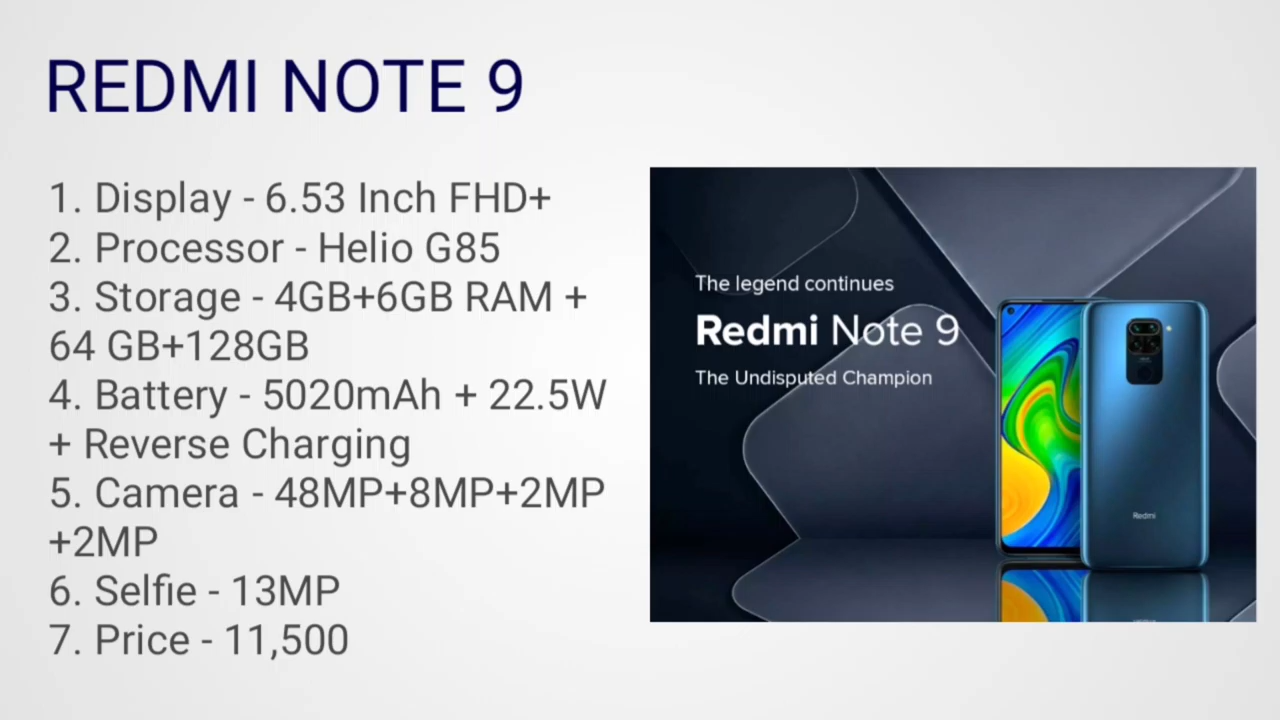 REDMI NOTE 9
1. Display - 6.53 Inch FHD+
2. Processor - Helio G85
3. Storage - 4GB+6GB RAM +
64 GB+128GB
4. Battery - 5020mAh + 22.5W
+ Reverse Charging
5. Camera - 48MP+8MP+2MP
+2MP
6. Selfie - 13MP
7. Price - 11,500
The legend continues
Redmi Note 9
The Undisputed Champion
Redmi